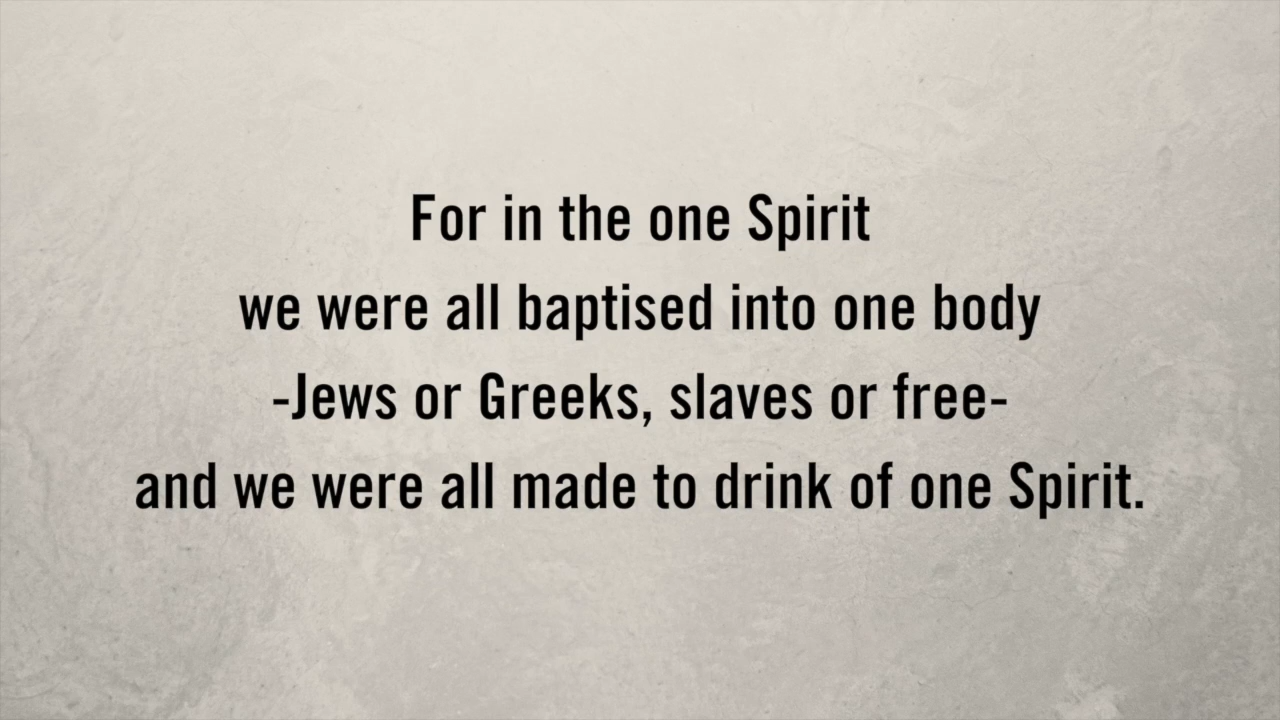 For in the one Spirit
we were all baptised into one body
-Jews or Greeks, slaves or free-
and we were all made to drink of one Spirit.